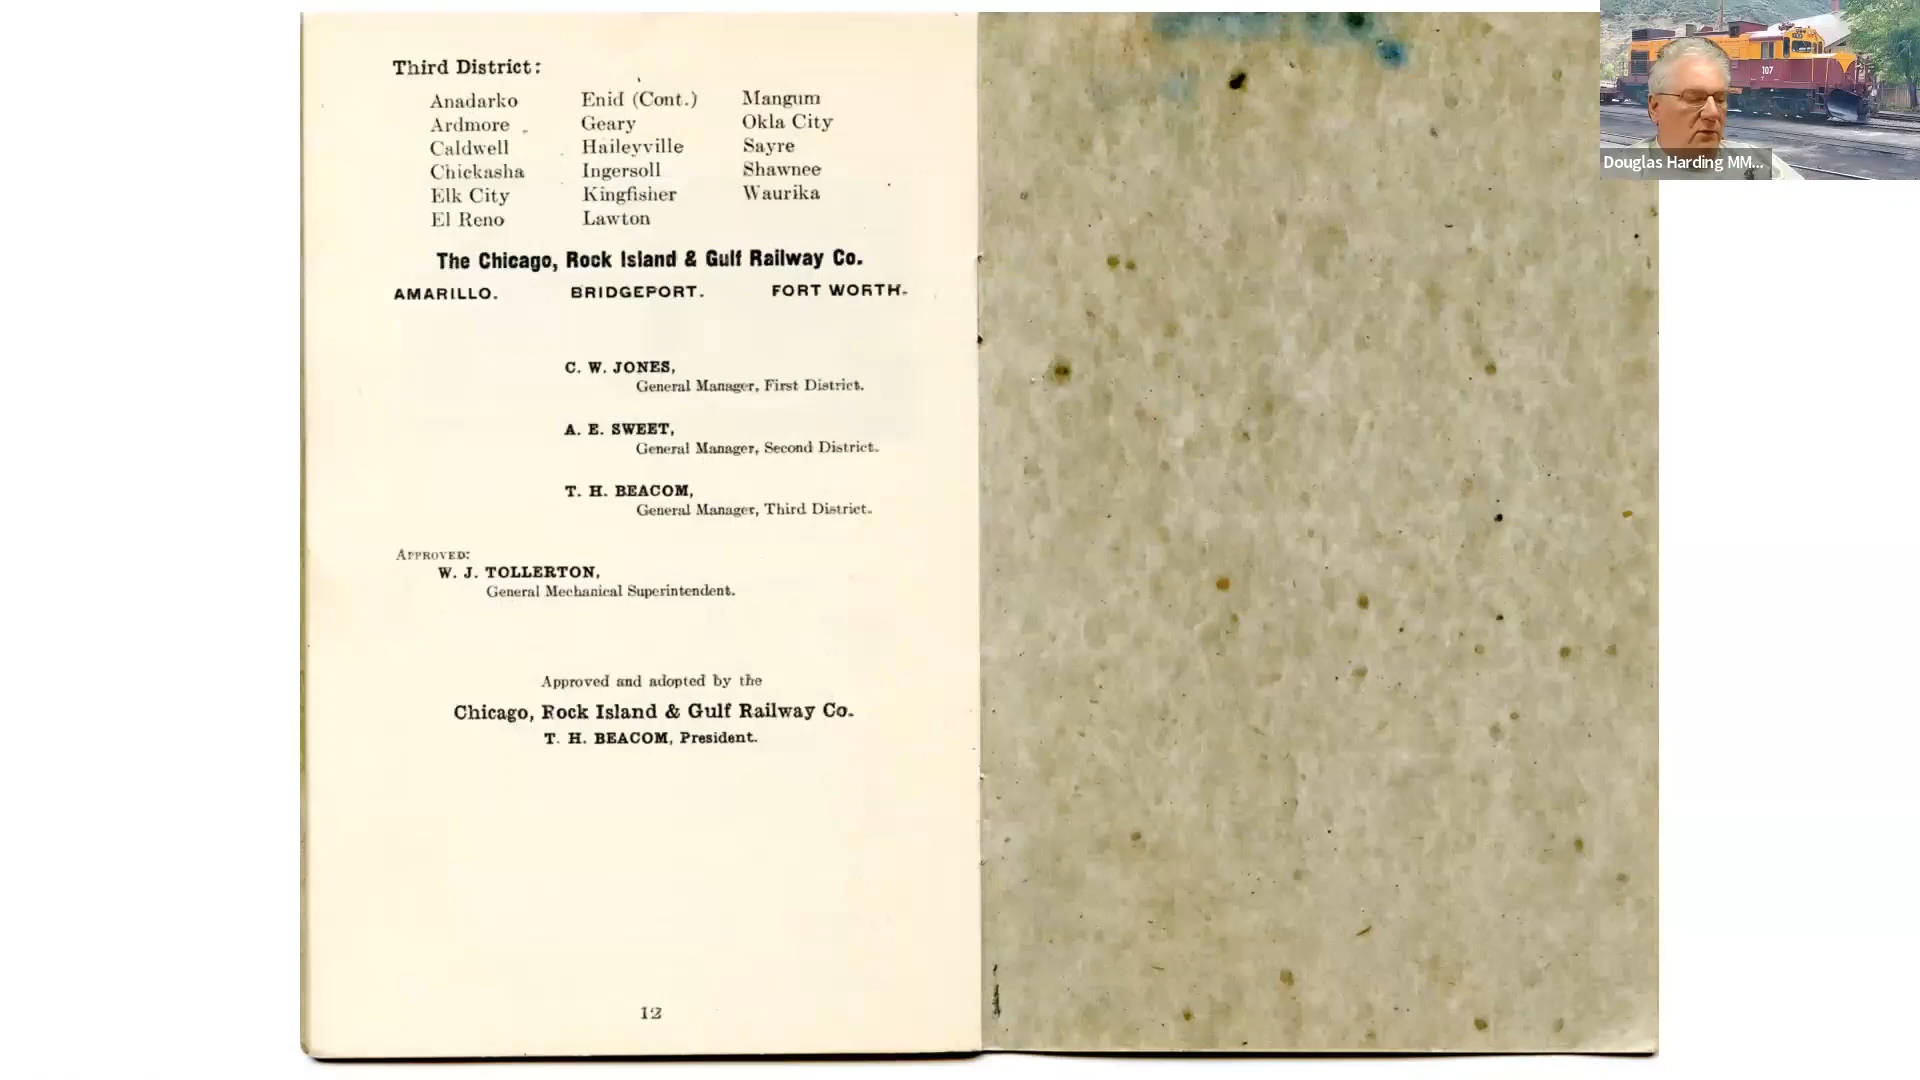 Third District:
Anadarko Enid (Cont.) Mangum
Ardmore Geary Okla City
Caldwell Haileyville Sayre
Chickasha Ingersoll Shawnee
Elk City Kingfisher Waurika
El Reno Lawton
The Chicago, Rock Island & Gulf Railway Co.
AMARILLO. BRIDGEPORT. FORT WORTH.
C. W. JONES,
General Manager, First District.
A. E. SWEET,
General Manager, Second District.
T. H. BEACOM,
General Manager, Third District.
APPROVED:
W. J. TOLLERTON,
General Mechanical Superintendent.
Approved and adopted by the
Chicago, Rock Island & Gulf Railway Co.
T. H. BEACOM, President.
12
107
Douglas Harding MM...